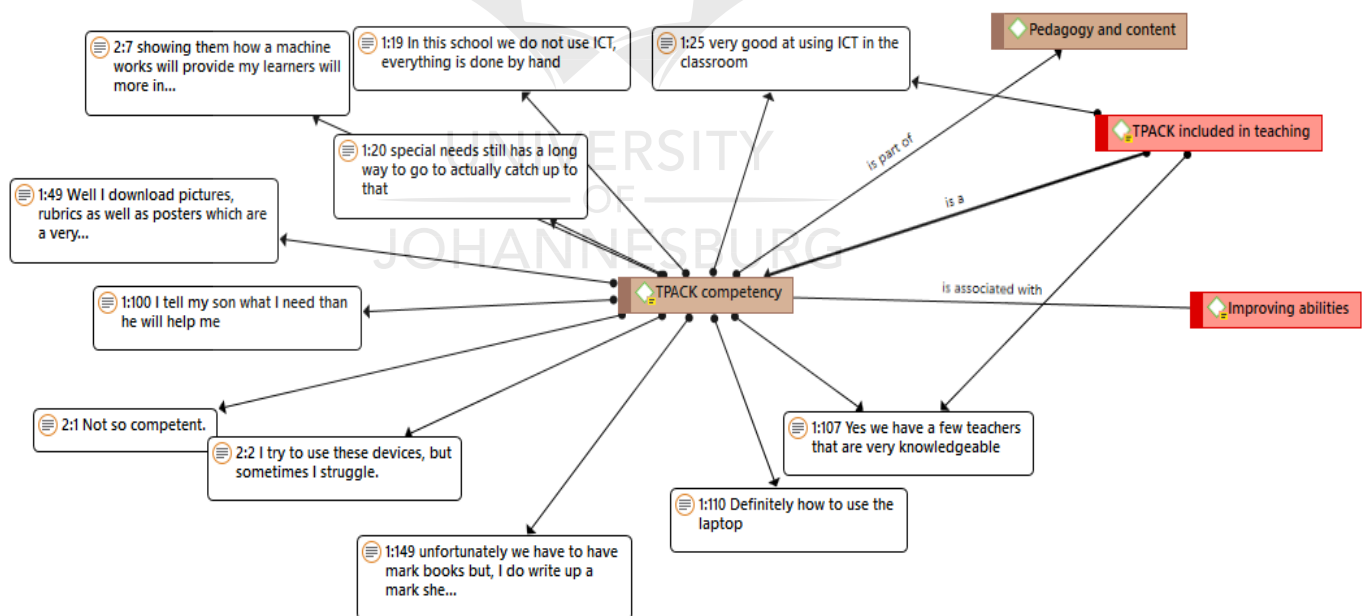 2:7 showing them how a machine
works will provide my learners will
more in...
1:19 In this school we do not use ICT,
everything is done by hand
1:25 very good at using ICT in the
classroom
Pedagogy and content
TPACK included in teaching
1:20 special needs still has a long
way to go to actually catch up to
that
is part of
is a
UNIVERSITY
OF
JOHANNESBURG
1:49 Well I download pictures,
rubrics as well as posters which are
a very...
TPACK competency
is associated with
Improving abilities
1:100 I tell my son what I need than
he will help me
2:1 Not so competent.
2:2 I try to use these devices, but
sometimes I struggle.
1:107 Yes we have a few teachers
that are very knowledgeable
1:110 Definitely how to use the
laptop
1:149 unfortunately we have to have
mark books but, I do write up a
mark she...